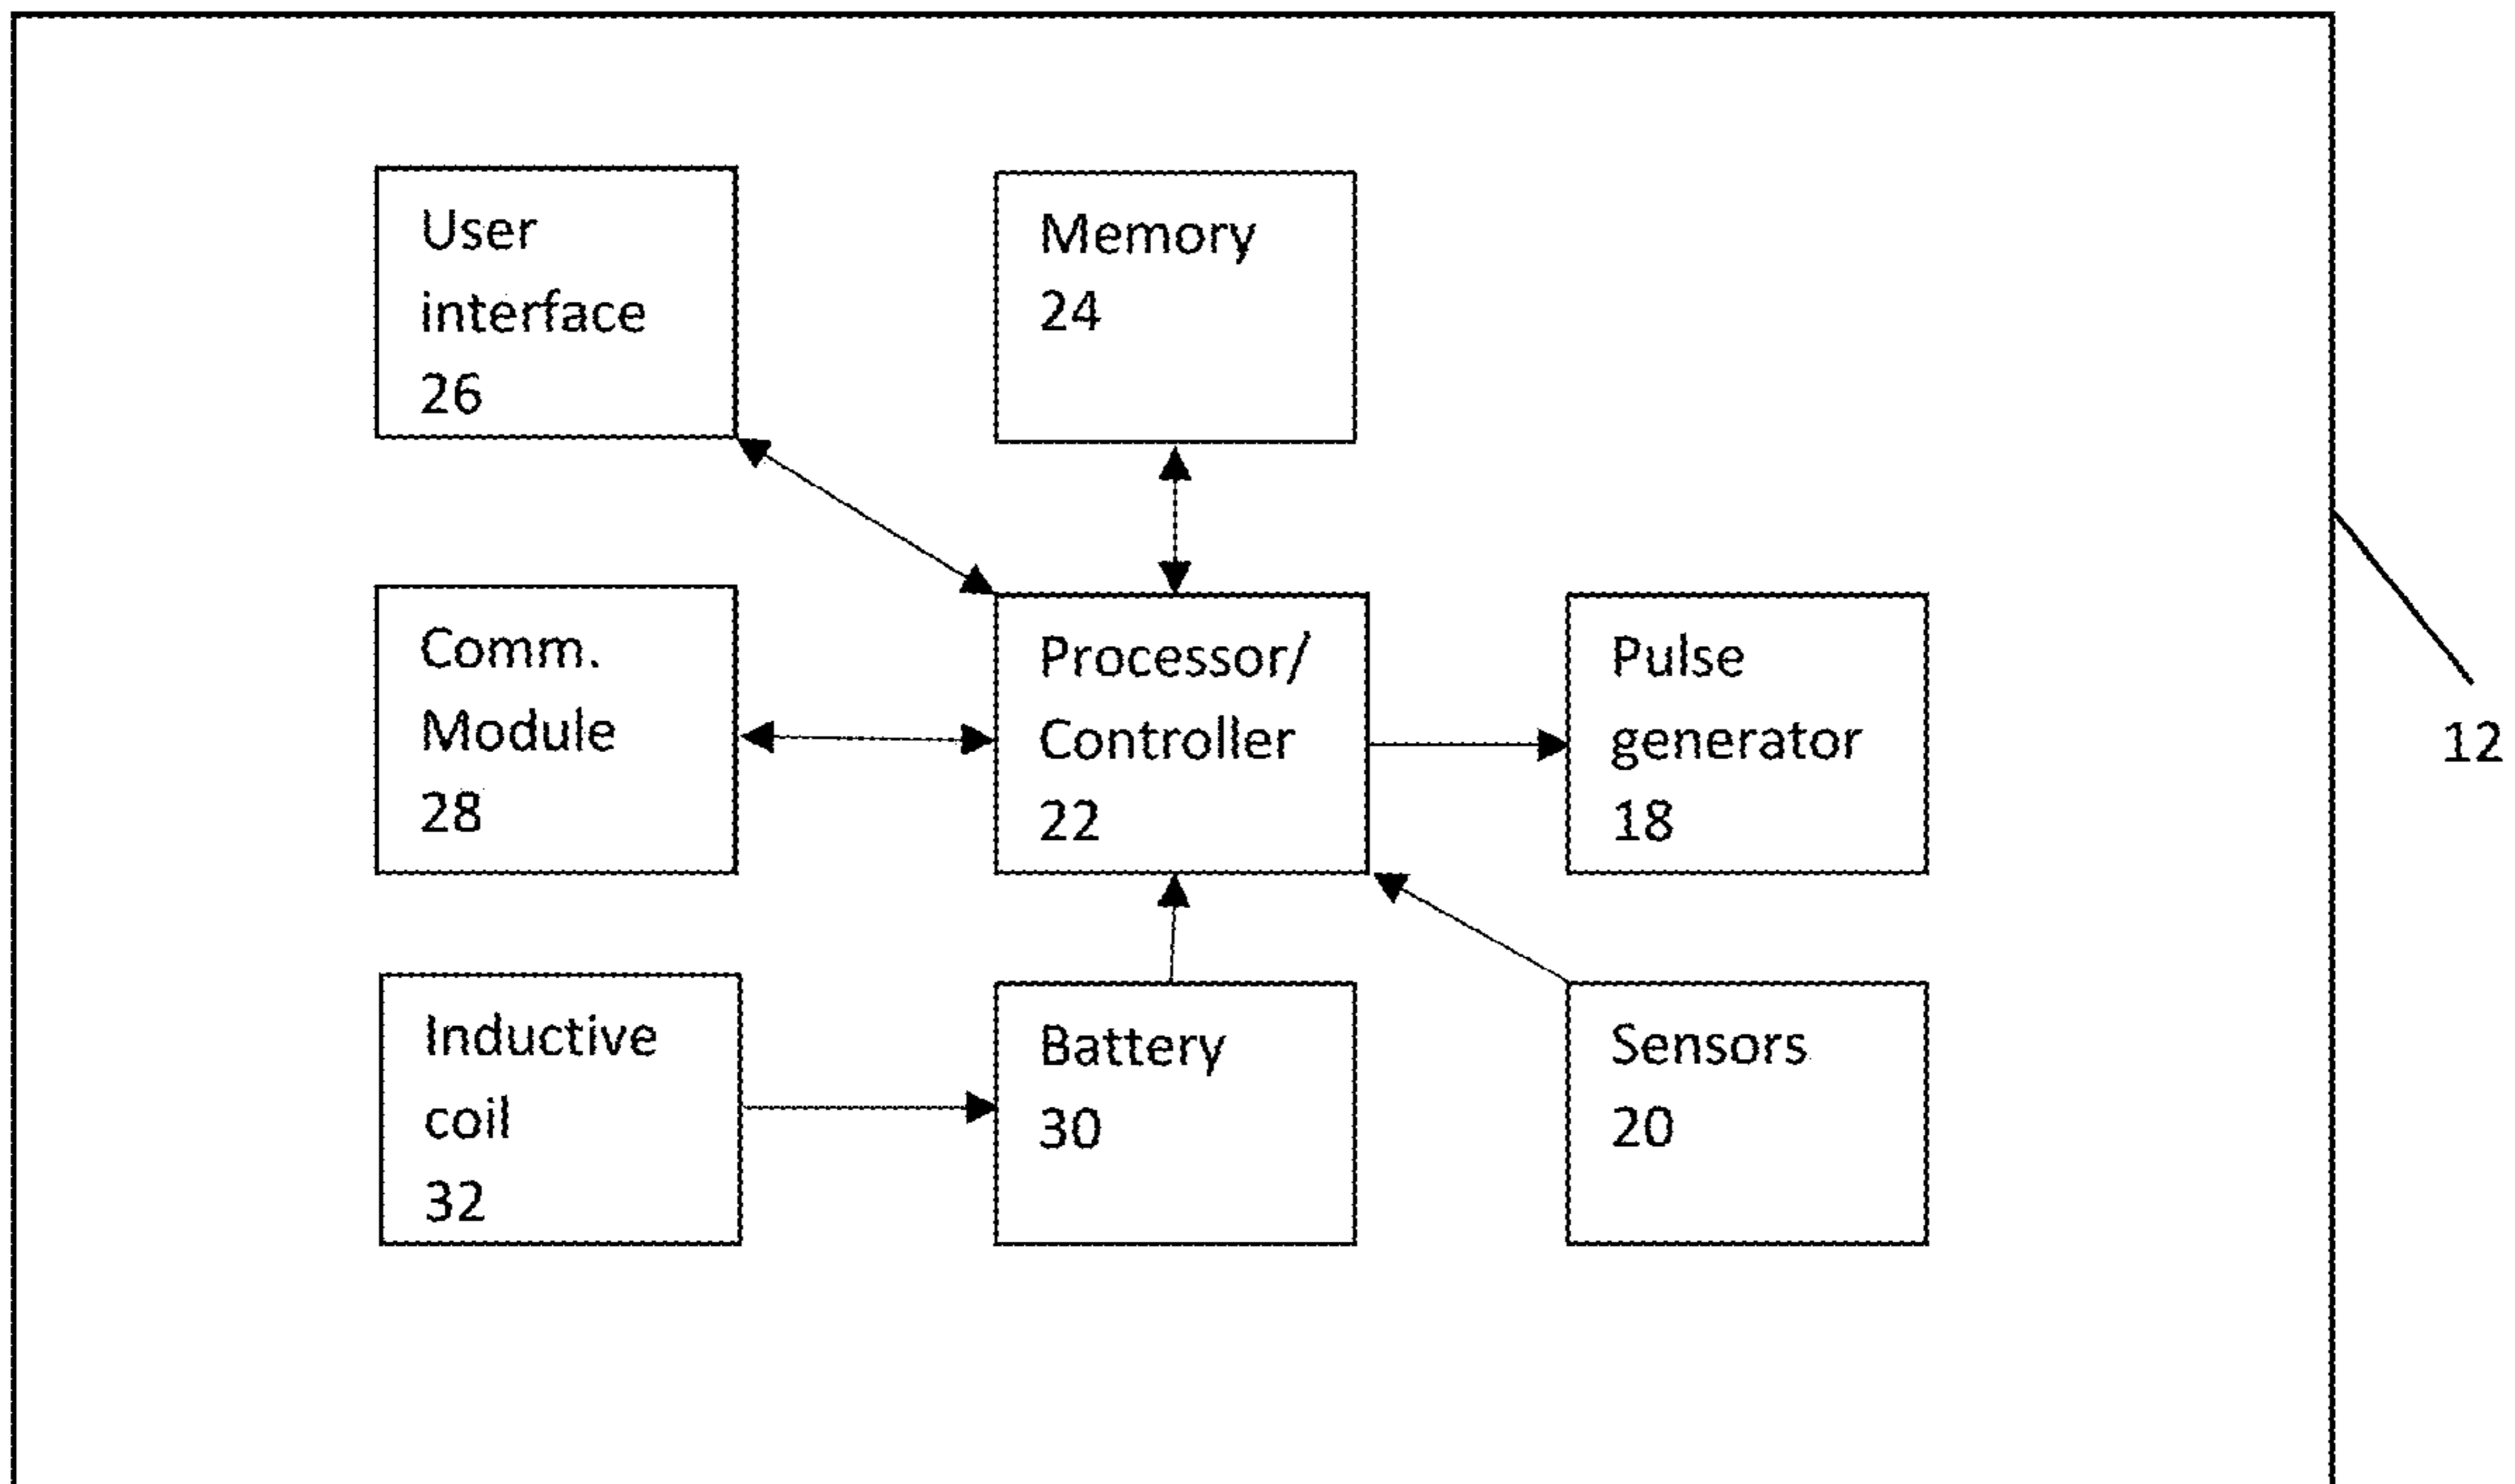 User
interface
26
Memory
24
Comm.
Module
28
Processor/
Controller
22
Pulse
generator
18
12
Inductive
coil
32
Battery
30
Sensors
20